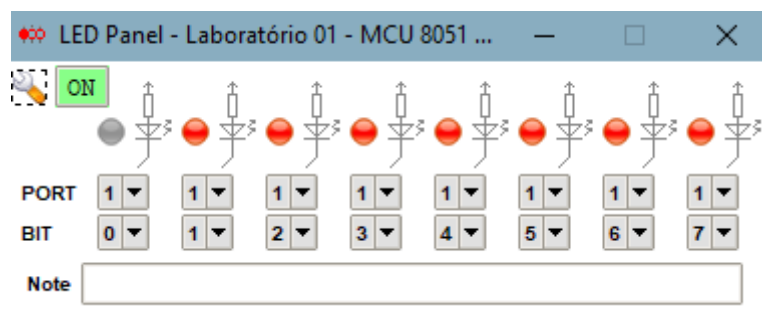 LED Panel - Laboratório 01 - MCU 8051 ...
ON
PORT 1 1 1 1 1 1 1 1
BIT 0 1 2 3 4 5 6 7
Note